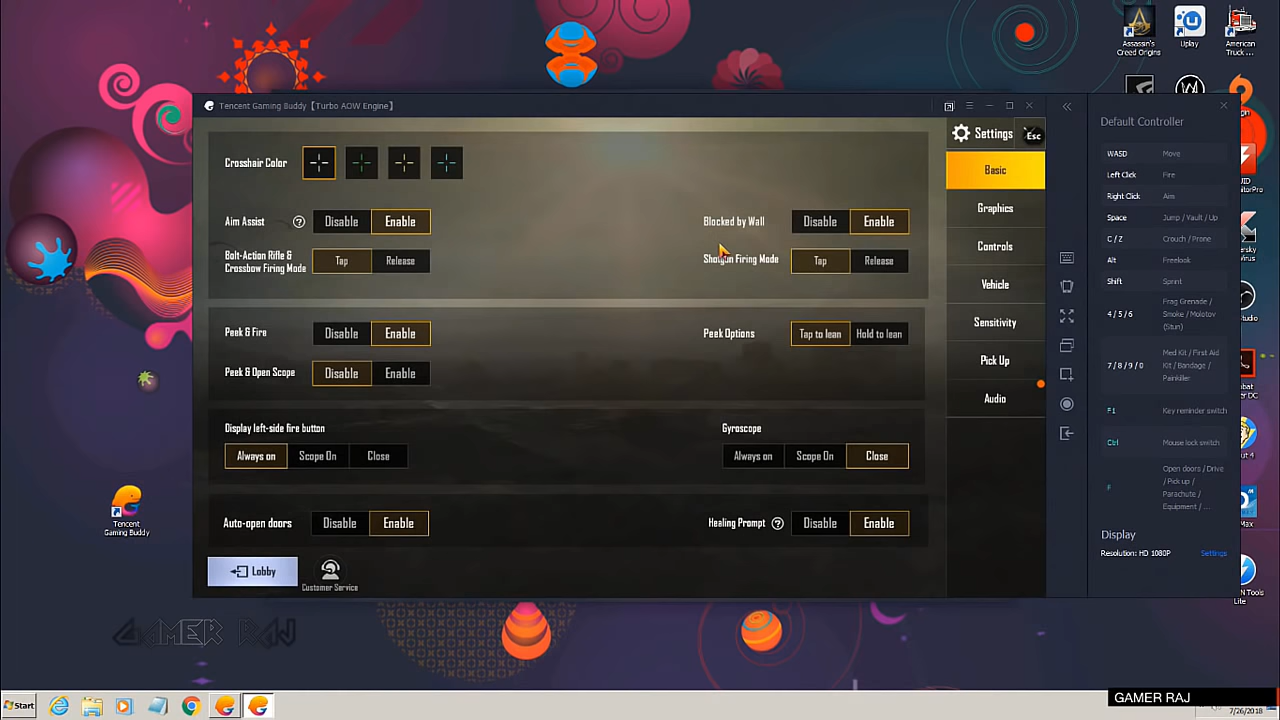 Assassin's
Creed Origins
Uplay
American
Truck ...
Tencent Gaming Buddy【Turbo AOW Engine】
Crosshair Color
Aim Assist ? Disable Enable
Blocked by Wall Disable Enable
Bolt-Action Rifle &
Crossbow Firing Mode Tap Release
Shotgun Firing Mode Tap Release
Peek & Fire Disable Enable
Peek Options Tap to lean Hold to lean
Peek & Open Scope Disable Enable
Display left-side fire button
Always on Scope On Close
Gyroscope
Always on Scope On Close
Auto-open doors Disable Enable
Healing Prompt ? Disable Enable
Lobby
Customer Service
Settings Esc
Basic
Graphics
Controls
Vehicle
Sensitivity
Pick Up
Audio
Default Controller
WASD Move
Left Click Fire
Right Click Aim
Space Jump / Vault / Up
C / Z Crouch / Prone
Alt Freelook
Shift Sprint
4 / 5 / 6 Frag Grenade /
Smoke / Molotov
(Stun)
7 / 8 / 9 / 0 Med Kit / First Aid
Kit / Bandage /
Painkiller
F1 Key reminder switch
Ctrl Mouse lock switch
F Open doors / Drive
/ Pick up /
Parachute /
Equipment / ...
Display
Resolution: HD 1080P Settings
Tencent
Gaming Buddy
GAMER RAJ
Start
GAMER RAJ
7/26/2018